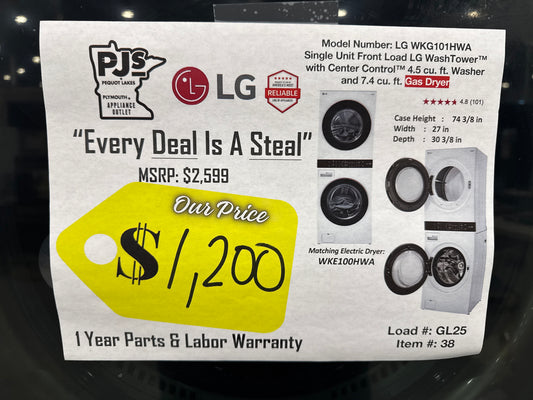 PJS
PEQUOT LAKES
PLYMOUTH
APPLIANCE
OUTLET
LG
RELIABLE
Model Number: LG WKG101HWA
Single Unit Front Load LG WashTower™
with Center Control™ 4.5 cu. ft. Washer
and 7.4 cu. ft. Gas Dryer
4.8 (101)
Case Height : 74 3/8 in
Width : 27 in
Depth : 30 3/8 in
"Every Deal Is A Steal"
MSRP: $2,599
Our Price
$1,200
Matching Electric Dryer:
WKE100HWA
1 Year Parts & Labor Warranty
Load #: GL25
Item #: 38